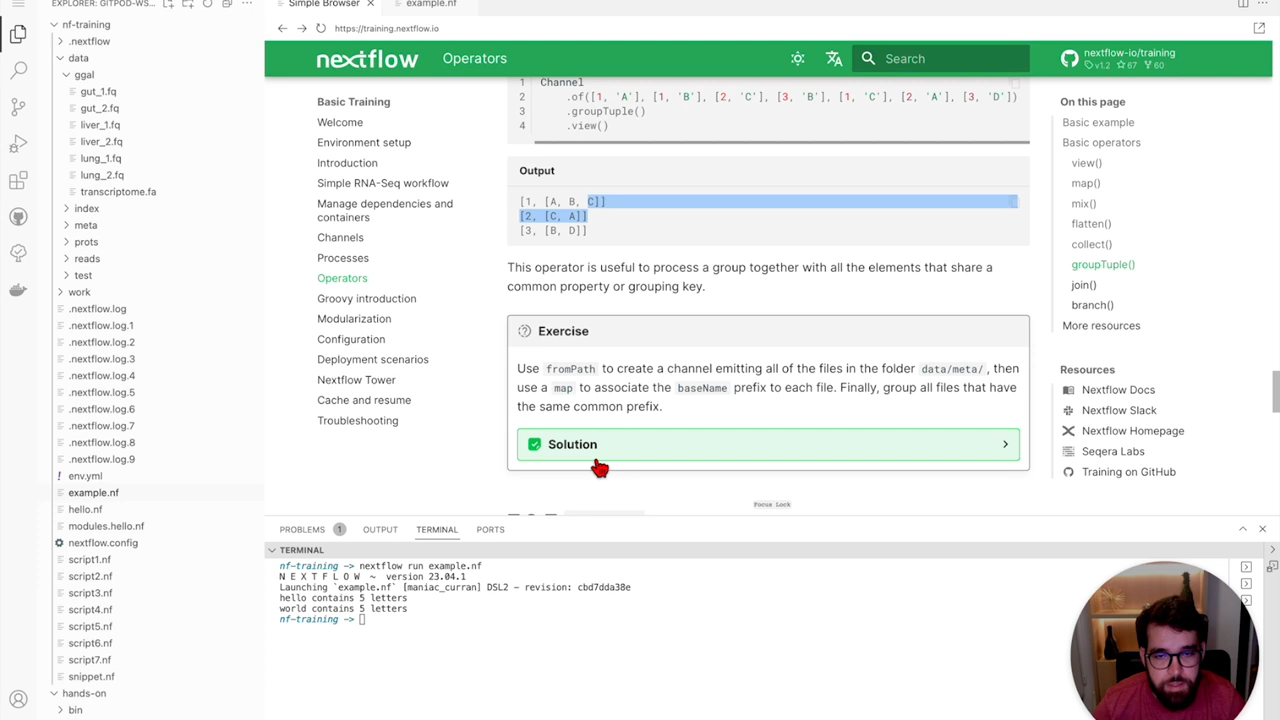 EXPLORER: GITPOD-WS...
Simple Browser
example.nf
https://training.nextflow.io
nextflow
Operators
Search
nextflow-io/training
v1.2 67 60
nf-training
.nextflow
data
ggal
gut_1.fq
gut_2.fq
liver_1.fq
liver_2.fq
lung_1.fq
lung_2.fq
transcriptome.fa
index
meta
prots
reads
test
work
.nextflow.log
.nextflow.log.1
.nextflow.log.2
.nextflow.log.3
.nextflow.log.4
.nextflow.log.5
.nextflow.log.6
.nextflow.log.7
.nextflow.log.8
.nextflow.log.9
env.yml
example.nf
hello.nf
modules.hello.nf
nextflow.config
script1.nf
script2.nf
script3.nf
script4.nf
script5.nf
script6.nf
script7.nf
snippet.nf
hands-on
bin
Basic Training
Welcome
Environment setup
Introduction
Simple RNA-Seq workflow
Manage dependencies and
containers
Channels
Processes
Operators
Groovy introduction
Modularization
Configuration
Deployment scenarios
Nextflow Tower
Cache and resume
Troubleshooting
1 Channel
2 .of([1, 'A'], [1, 'B'], [2, 'C'], [3, 'B'], [1, 'C'], [2, 'A'], [3, 'D'])
3 .groupTuple()
4 .view()
Output
[1, [A, B, C]]
[2, [C, A]]
[3, [B, D]]
This operator is useful to process a group together with all the elements that share a
common property or grouping key.
Exercise
Use fromPath to create a channel emitting all of the files in the folder data/meta/, then
use a map to associate the baseName prefix to each file. Finally, group all files that have
the same common prefix.
Solution
Focus Lock
On this page
Basic example
Basic operators
view()
map()
mix()
flatten()
collect()
groupTuple()
join()
branch()
More resources
Resources
Nextflow Docs
Nextflow Slack
Nextflow Homepage
Seqera Labs
Training on GitHub
PROBLEMS 1 OUTPUT TERMINAL PORTS
TERMINAL
nf-training -> nextflow run example.nf
N E X T F L O W ~ version 23.04.1
Launching `example.nf` [maniac_curran] DSL2 - revision: cbd7dda38e
hello contains 5 letters
world contains 5 letters
nf-training ->